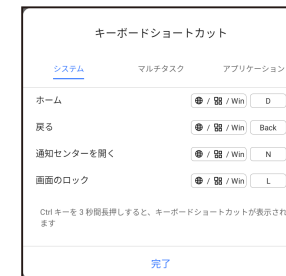 キーボードショートカット
システム マルチタスク アプリケーション
ホーム / / Win D
戻る / / Win Back
通知センターを開く / / Win N
画面のロック / / Win L
Ctrl キーを 3 秒間長押しすると、キーボードショートカットが表示され
ます
完了